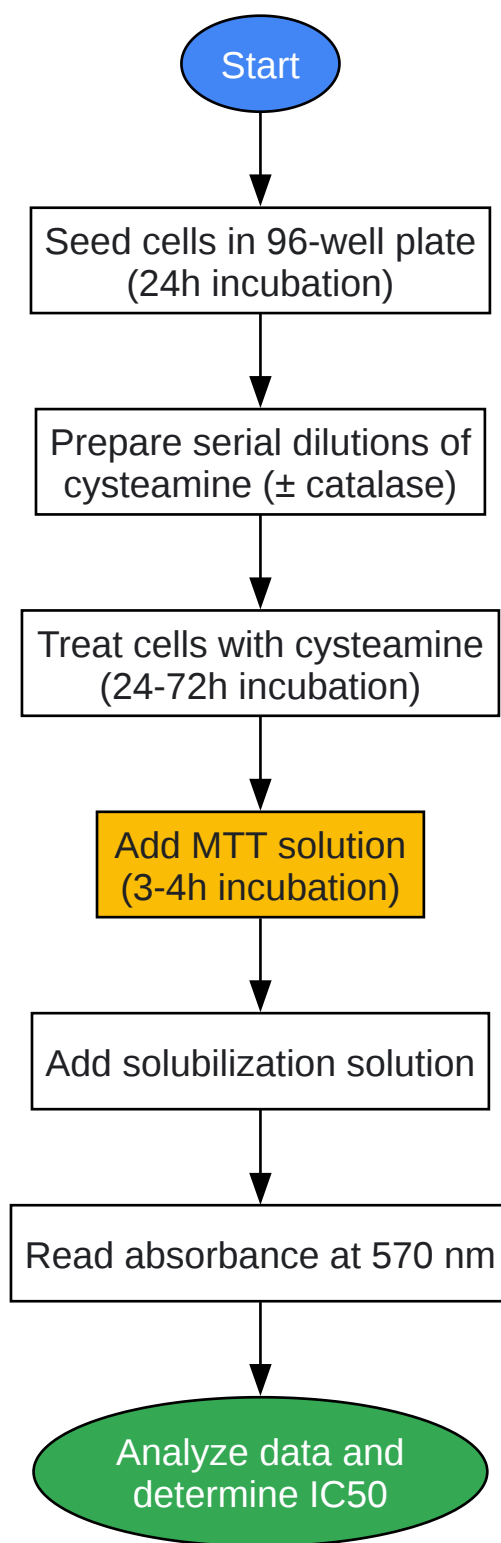 Start
Seed cells in 96-well plate
(24h incubation)
Prepare serial dilutions of
cysteamine (± catalase)
Treat cells with cysteamine
(24-72h incubation)
Add MTT solution
(3-4h incubation)
Add solubilization solution
Read absorbance at 570 nm
Analyze data and
determine IC50